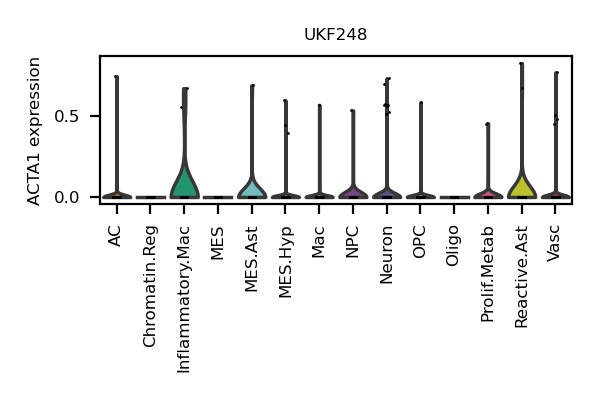 UKF248
ACTA1 expression
0.5
0.0
AC
Chromatin.Reg
Inflammatory.Mac
MES
MES.Ast
MES.Hyp
Mac
NPC
Neuron
OPC
Oligo
Prolif.Metab
Reactive.Ast
Vasc